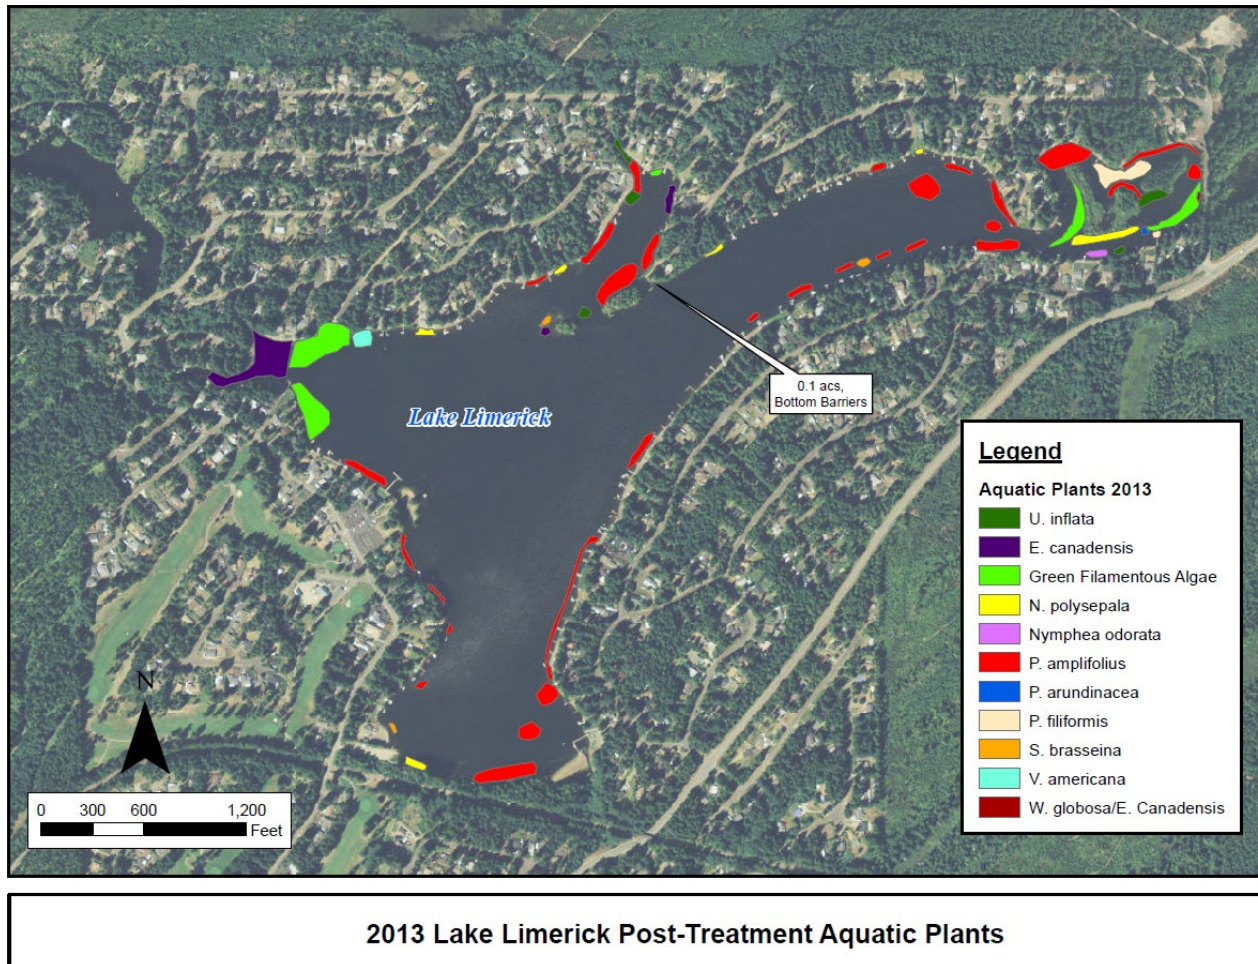 0.1 acs,
Bottom Barriers
Lake Limerick
Legend
Aquatic Plants 2013
U. inflata
E. canadensis
Green Filamentous Algae
N. polysepala
Nymphea odorata
P. amplifolius
P. arundinacea
P. filiformis
S. brasseina
V. americana
W. globosa/E. Canadensis
N
0 300 600 1,200
Feet
2013 Lake Limerick Post-Treatment Aquatic Plants